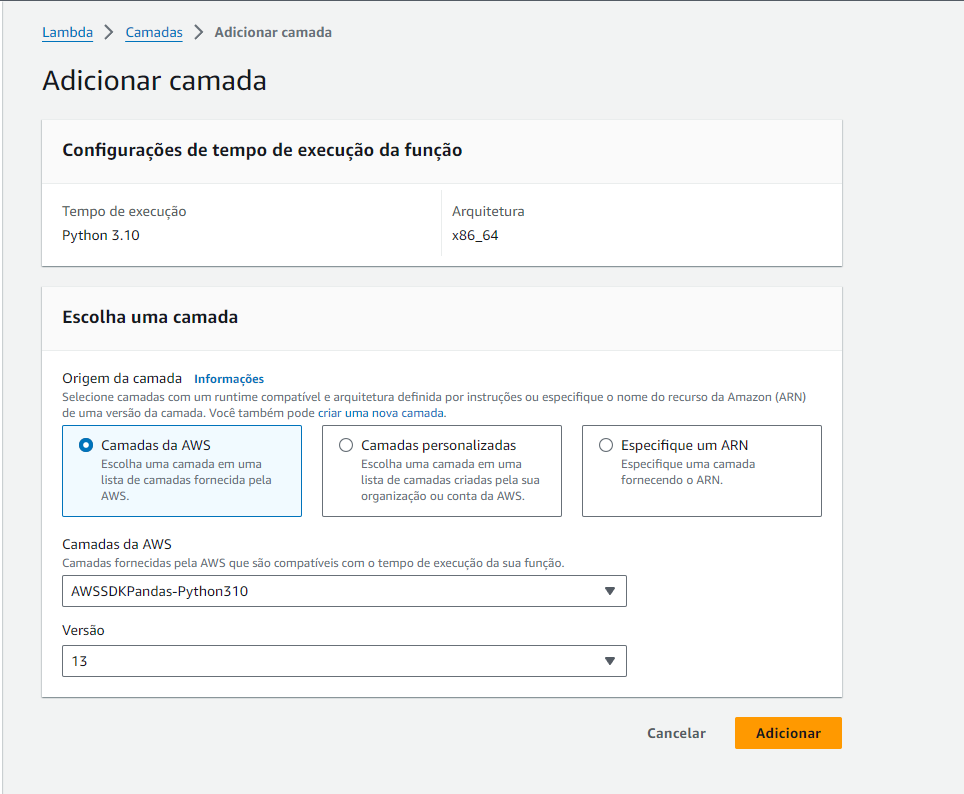 Lambda > Camadas > Adicionar camada
Adicionar camada
Configurações de tempo de execução da função
Tempo de execução
Python 3.10
Arquitetura
x86_64
Escolha uma camada
Origem da camada Informações
Selecione camadas com um runtime compatível e arquitetura definida por instruções ou especifique o nome do recurso da Amazon (ARN)
de uma versão da camada. Você também pode criar uma nova camada.
Camadas da AWS
Escolha uma camada em uma
lista de camadas fornecida pela
AWS.
Camadas personalizadas
Escolha uma camada em uma
lista de camadas criadas pela sua
organização ou conta da AWS.
Especifique um ARN
Especifique uma camada
fornecendo o ARN.
Camadas da AWS
Camadas fornecidas pela AWS que são compatíveis com o tempo de execução da sua função.
AWSSDKPandas-Python310
Versão
13
Cancelar
Adicionar